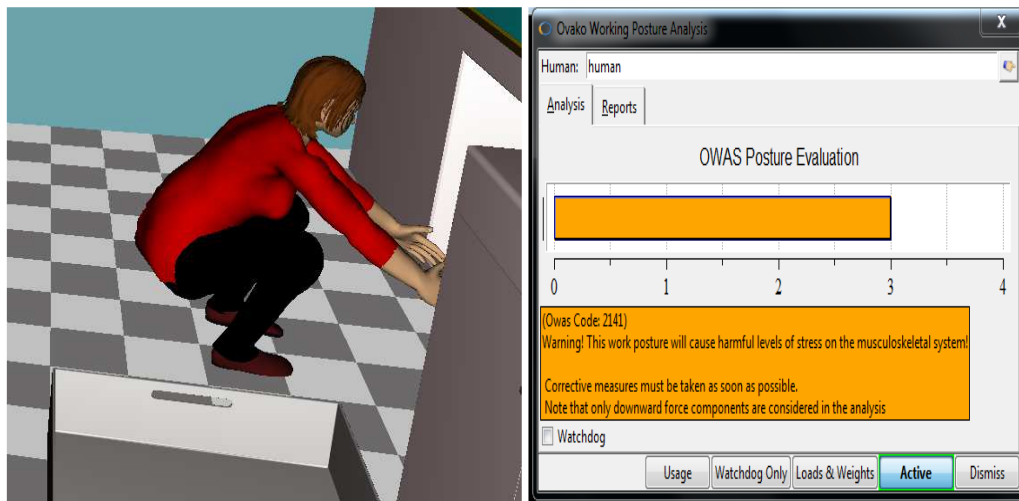 Ovako Working Posture Analysis X
Human: human
Analysis Reports
OWAS Posture Evaluation
0 1 2 3 4
(Owas Code: 2141)
Warning! This work posture will cause harmful levels of stress on the musculoskeletal system!
Corrective measures must be taken as soon as possible.
Note that only downward force components are considered in the analysis
Watchdog
Usage Watchdog Only Loads & Weights Active Dismiss